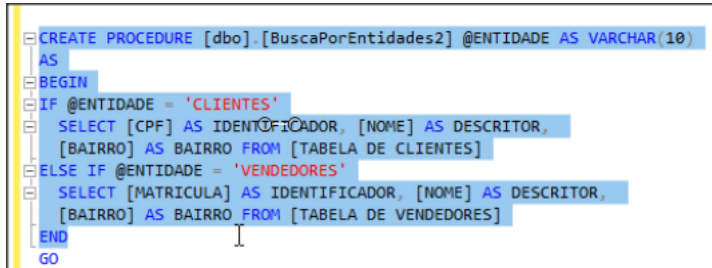 CREATE PROCEDURE [dbo].[BuscaPorEntidades2] @ENTIDADE AS VARCHAR(10)
AS
BEGIN
IF @ENTIDADE = 'CLIENTES'
SELECT [CPF] AS IDENTIFICADOR, [NOME] AS DESCRITOR,
[BAIRRO] AS BAIRRO FROM [TABELA DE CLIENTES]
ELSE IF @ENTIDADE = 'VENDEDORES'
SELECT [MATRICULA] AS IDENTIFICADOR, [NOME] AS DESCRITOR,
[BAIRRO] AS BAIRRO FROM [TABELA DE VENDEDORES]
END
GO